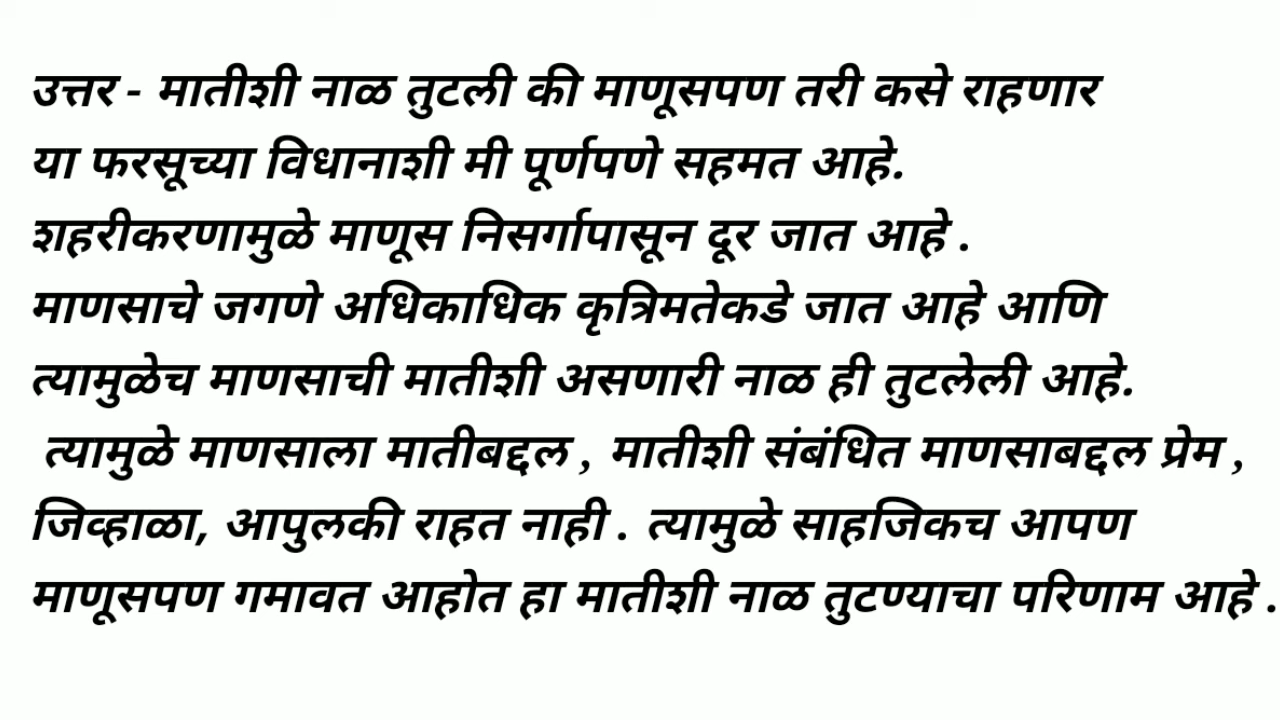 उत्तर - मातीशी नाळ तुटली की माणूसपण तरी कसे राहणार
या फरसूच्या विधानाशी मी पूर्णपणे सहमत आहे.
शहरीकरणामुळे माणूस निसर्गापासून दूर जात आहे .
माणसाचे जगणे अधिकाधिक कृत्रिमतेकडे जात आहे आणि
त्यामुळेच माणसाची मातीशी असणारी नाळ ही तुटलेली आहे.
त्यामुळे माणसाला मातीबद्दल , मातीशी संबंधित माणसाबद्दल प्रेम ,
जिव्हाळा, आपुलकी राहत नाही . त्यामुळे साहजिकच आपण
माणूसपण गमावत आहोत हा मातीशी नाळ तुटण्याचा परिणाम आहे .